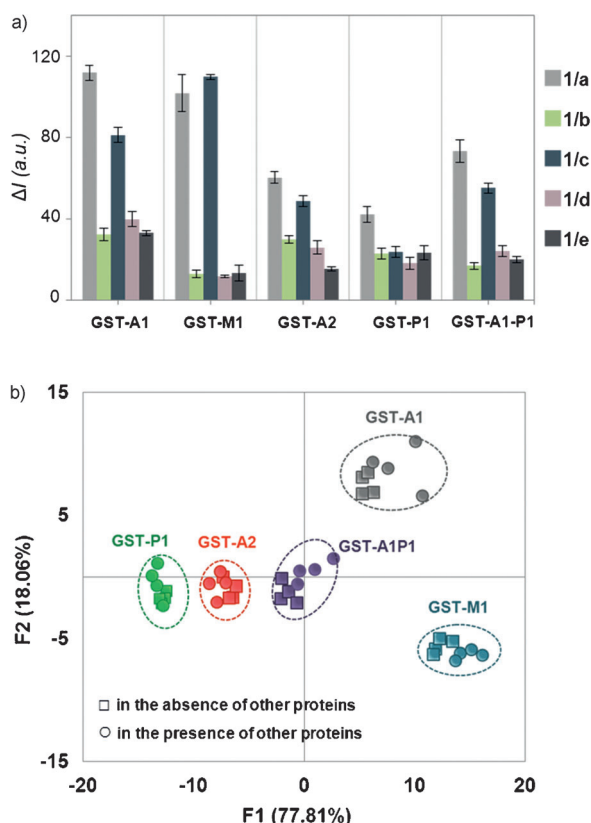 a)
120
80
40
0
ΔI (a.u.)
GST-A1 GST-M1 GST-A2 GST-P1 GST-A1-P1
1/a
1/b
1/c
1/d
1/e
b)
15
5
-5
-15
F2 (18.06%)
GST-A1
GST-P1
GST-A2
GST-A1P1
GST-M1
in the absence of other proteins
in the presence of other proteins
-20 -10 0 10 20
F1 (77.81%)